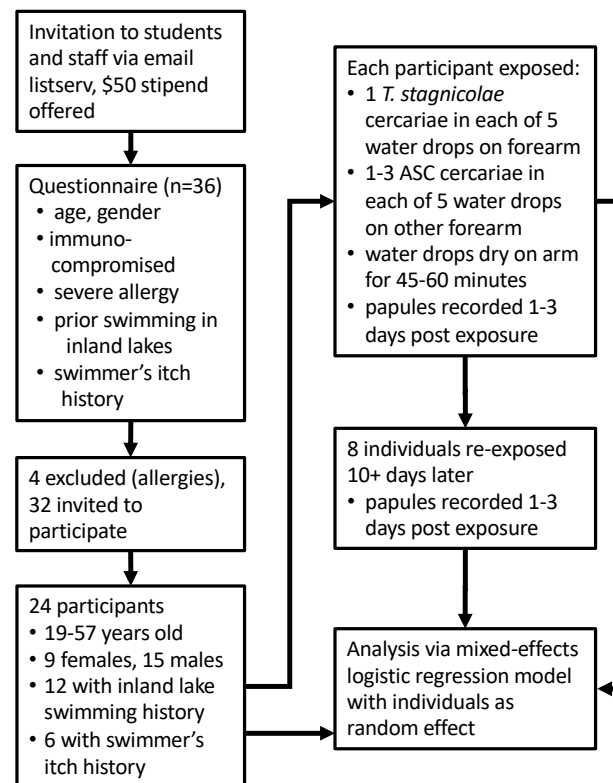 Invitation to students
and staff via email
listserv, $50 stipend
offered
Questionnaire (n=36)
• age, gender
• immuno-
compromised
• severe allergy
• prior swimming in
inland lakes
• swimmer's itch
history
4 excluded (allergies),
32 invited to
participate
24 participants
• 19-57 years old
• 9 females, 15 males
• 12 with inland lake
swimming history
• 6 with swimmer's
itch history
Each participant exposed:
• 1 T. stagnicolae
cercariae in each of 5
water drops on forearm
• 1-3 ASC cercariae in
each of 5 water drops
on other forearm
• water drops dry on arm
for 45-60 minutes
• papules recorded 1-3
days post exposure
8 individuals re-exposed
10+ days later
• papules recorded 1-3
days post exposure
Analysis via mixed-effects
logistic regression model
with individuals as
random effect